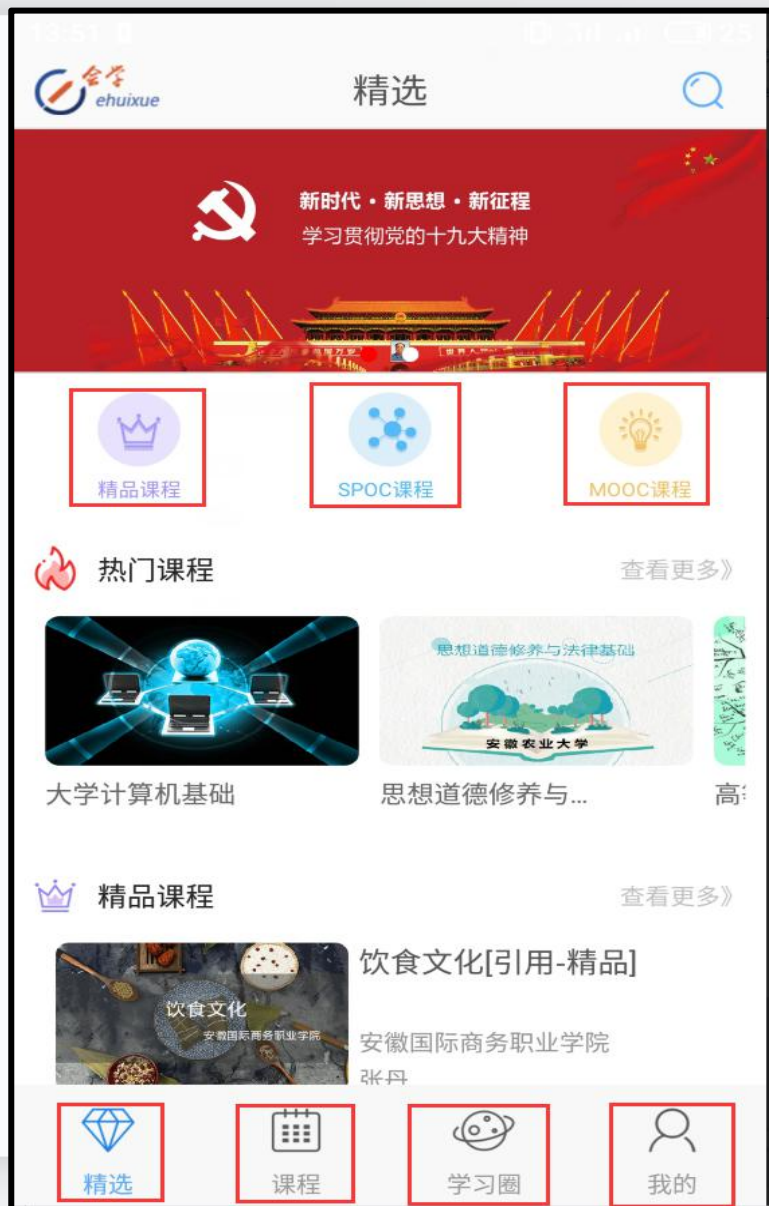 13:51
25
会学
ehuixue
精选
新时代·新思想·新征程
学习贯彻党的十九大精神
精品课程
SPOC课程
MOOC课程
热门课程
查看更多》
思想道德修养与法律基础
安徽农业大学
大学计算机基础
思想道德修养与...
高
精品课程
查看更多》
饮食文化
安徽国际商务职业学院
饮食文化[引用-精品]
安徽国际商务职业学院
张丹
精选
课程
学习圈
我的